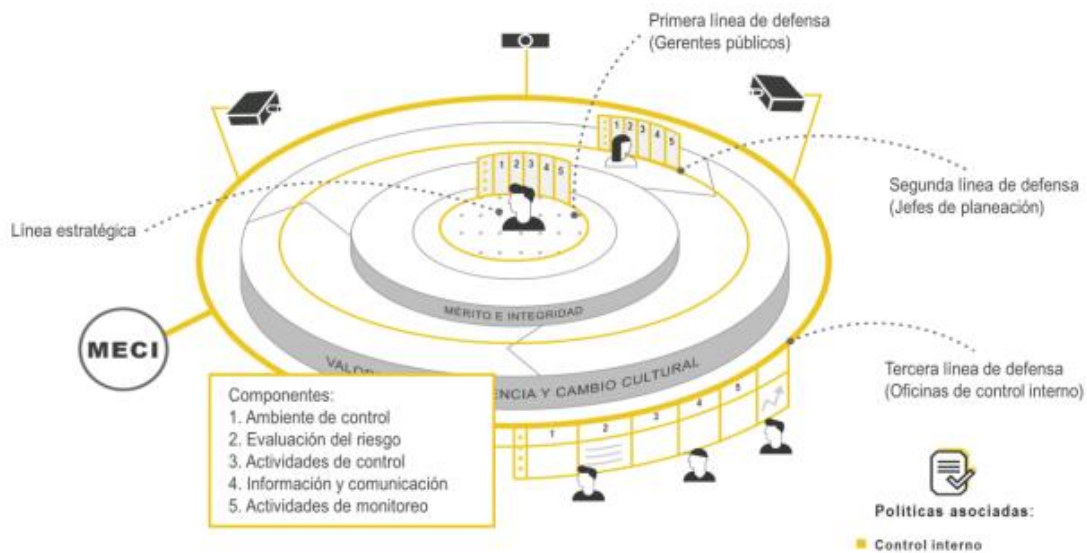 Primera línea de defensa
(Gerentes públicos)
1 2 3 4 5
1 2 3 4 5
Segunda línea de defensa
(Jefes de planeación)
Línea estratégica
MÉRITO E INTEGRIDAD
MECI
ENCIA Y CAMBIO CULTURAL
Tercera línea de defensa
(Oficinas de control interno)
Componentes:
1. Ambiente de control
2. Evaluación del riesgo
3. Actividades de control
4. Información y comunicación
5. Actividades de monitoreo
1 2 3 4 5
Políticas asociadas:
Control interno